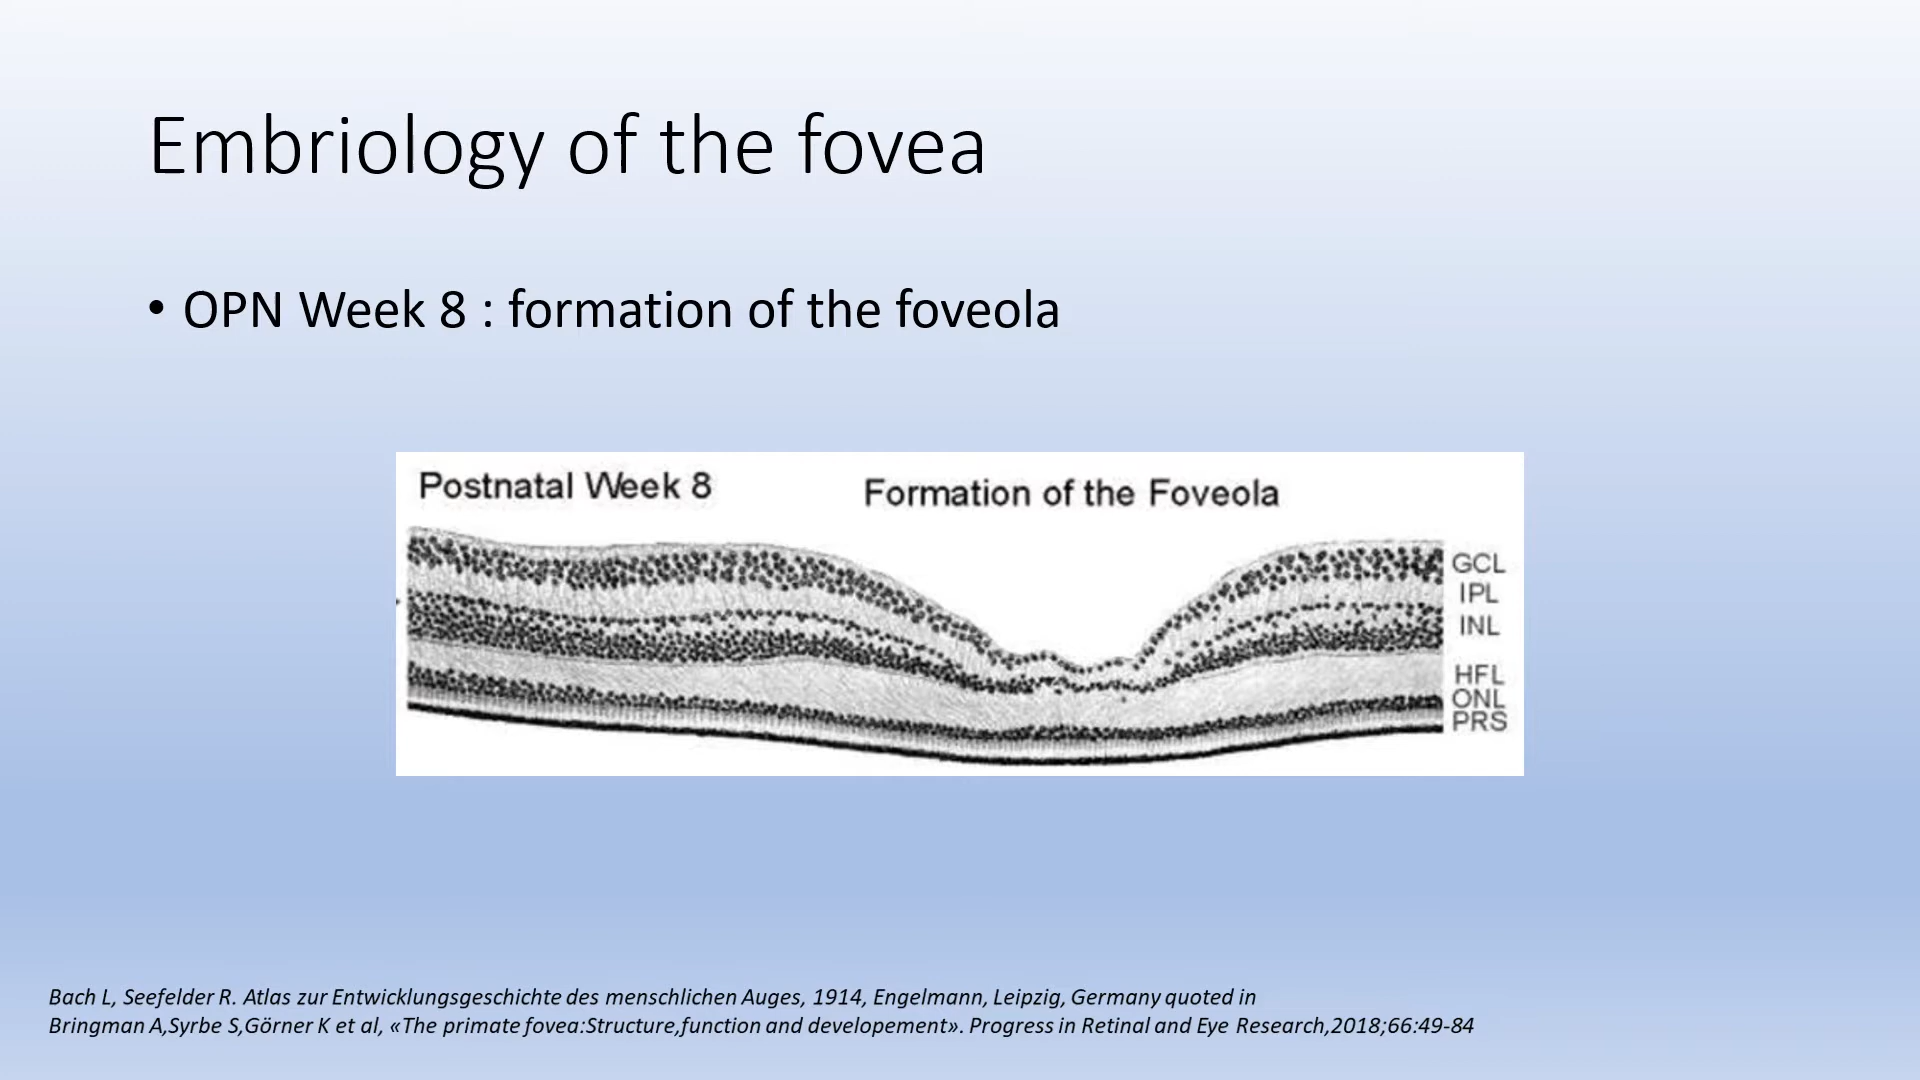 Embriology of the fovea
• OPN Week 8 : formation of the foveola
Postnatal Week 8
Formation of the Foveola
GCL
IPL
INL
HFL
ONL
PRS
Bach L, Seefelder R. Atlas zur Entwicklungsgeschichte des menschlichen Auges, 1914, Engelmann, Leipzig, Germany quoted in
Bringman A,Syrbe S,Görner K et al, «The primate fovea:Structure,function and developement». Progress in Retinal and Eye Research,2018;66:49-84